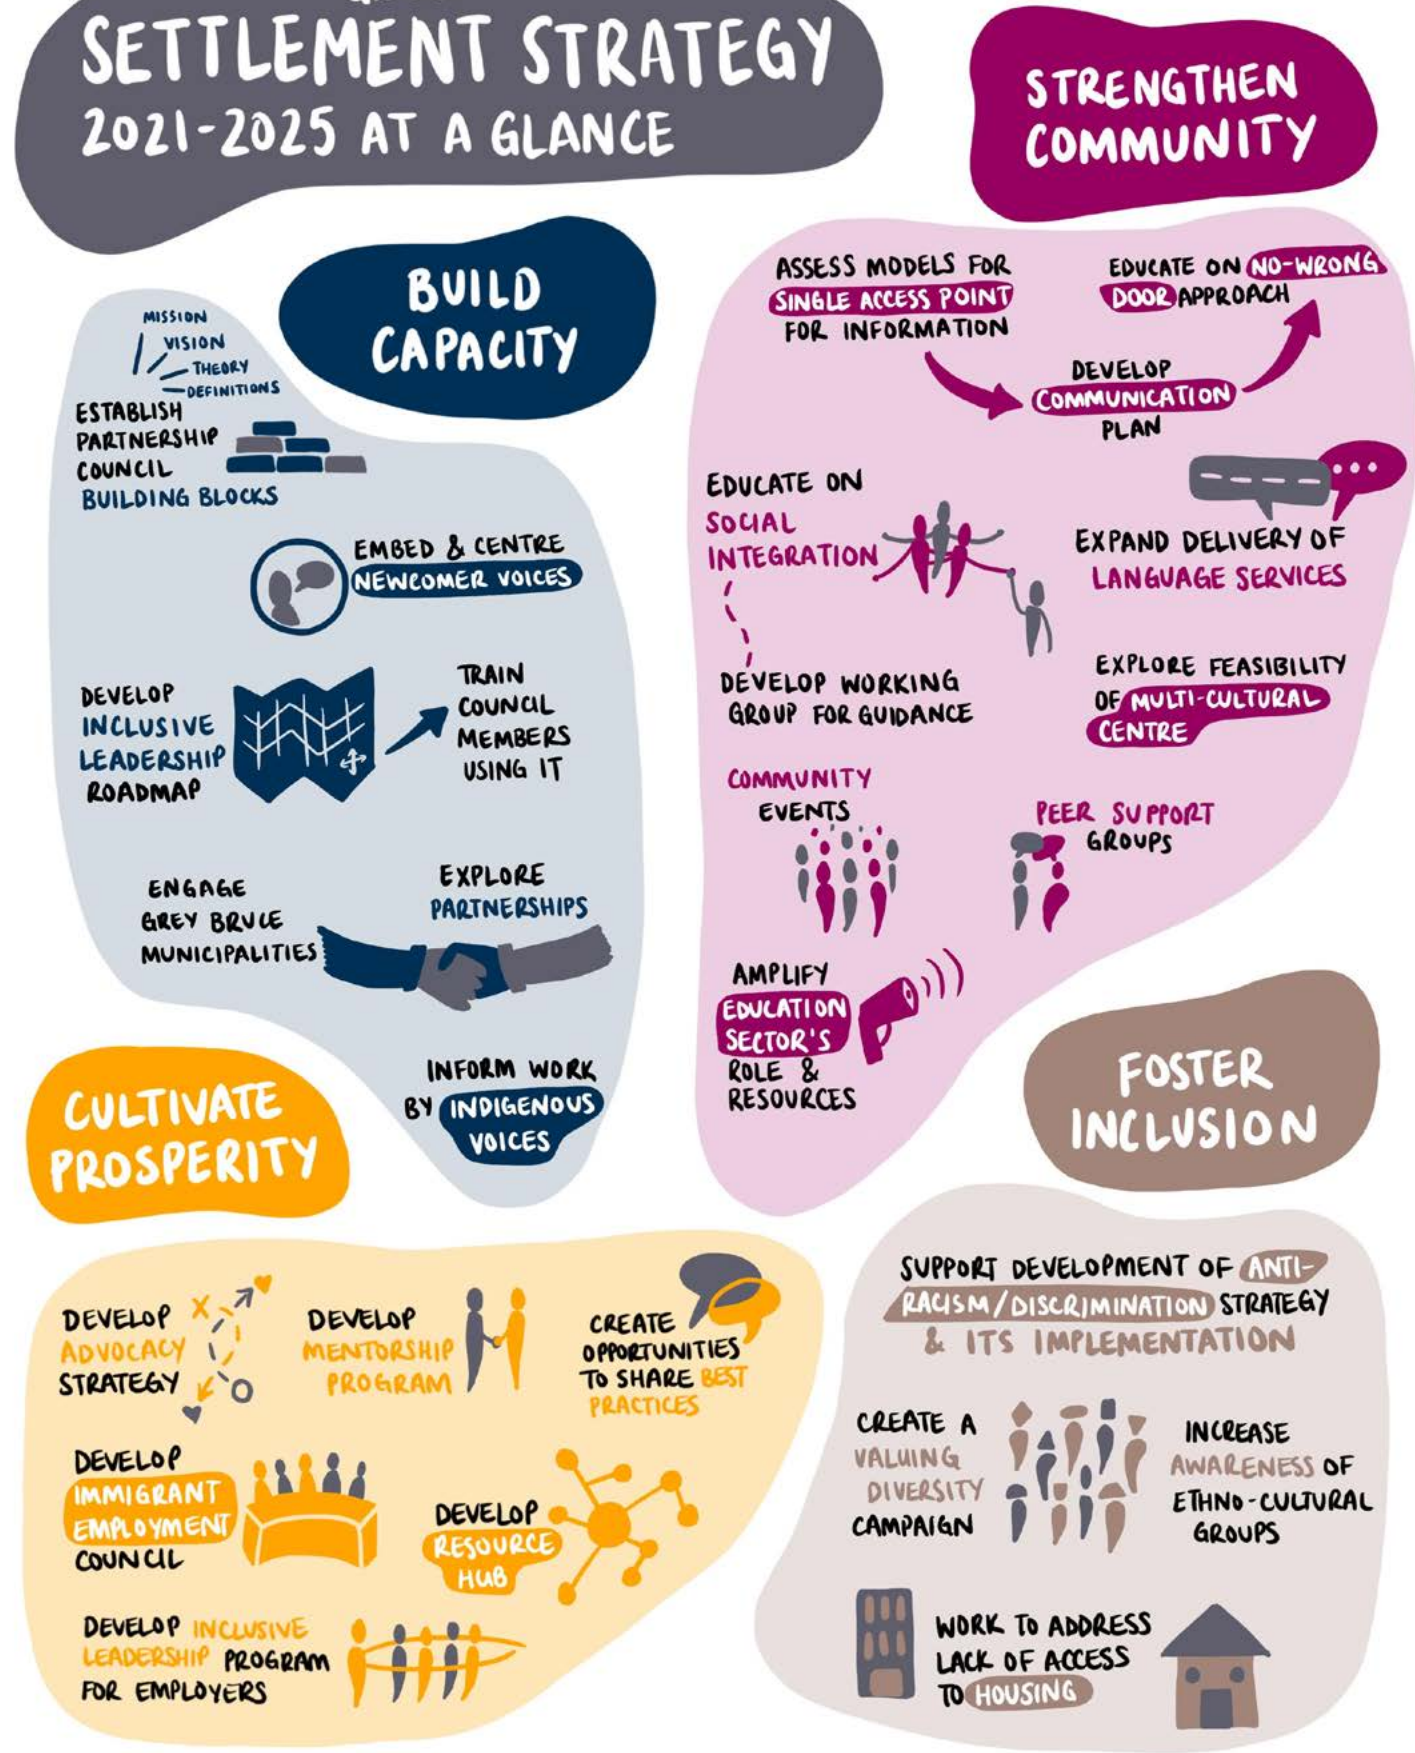 SETTLEMENT STRATEGY
2021-2025 AT A GLANCE
BUILD
CAPACITY
MISSION
VISION
THEORY
DEFINITIONS
ESTABLISH
PARTNERSHIP
COUNCIL
BUILDING BLOCKS
EMBED & CENTRE
NEWCOMER VOICES
DEVELOP
INCLUSIVE
LEADERSHIP
ROADMAP
TRAIN
COUNCIL
MEMBERS
USING IT
ENGAGE
GREY BRUCE
MUNICIPALITIES
EXPLORE
PARTNERSHIPS
INFORM WORK
BY INDIGENOUS
VOICES
STRENGTHEN
COMMUNITY
ASSESS MODELS FOR
SINGLE ACCESS POINT
FOR INFORMATION
DEVELOP
COMMUNICATION
PLAN
EDUCATE ON NO-WRONG
DOOR APPROACH
EDUCATE ON
SOCIAL
INTEGRATION
DEVELOP WORKING
GROUP FOR GUIDANCE
EXPAND DELIVERY OF
LANGUAGE SERVICES
EXPLORE FEASIBILITY
OF MULTI-CULTURAL
CENTRE
COMMUNITY
EVENTS
PEER SUPPORT
GROUPS
AMPLIFY
EDUCATION
SECTOR'S
ROLE &
RESOURCES
CULTIVATE
PROSPERITY
DEVELOP
ADVOCACY
STRATEGY
DEVELOP
MENTORSHIP
PROGRAM
CREATE
OPPORTUNITIES
TO SHARE BEST
PRACTICES
DEVELOP
IMMIGRANT
EMPLOYMENT
COUNCIL
DEVELOP
RESOURCE
HUB
DEVELOP INCLUSIVE
LEADERSHIP PROGRAM
FOR EMPLOYERS
FOSTER
INCLUSION
SUPPORT DEVELOPMENT OF ANTI-
RACISM/DISCRIMINATION STRATEGY
& ITS IMPLEMENTATION
CREATE A
VALUING
DIVERSITY
CAMPAIGN
INCREASE
AWARENESS OF
ETHNO-CULTURAL
GROUPS
WORK TO ADDRESS
LACK OF ACCESS
TO HOUSING